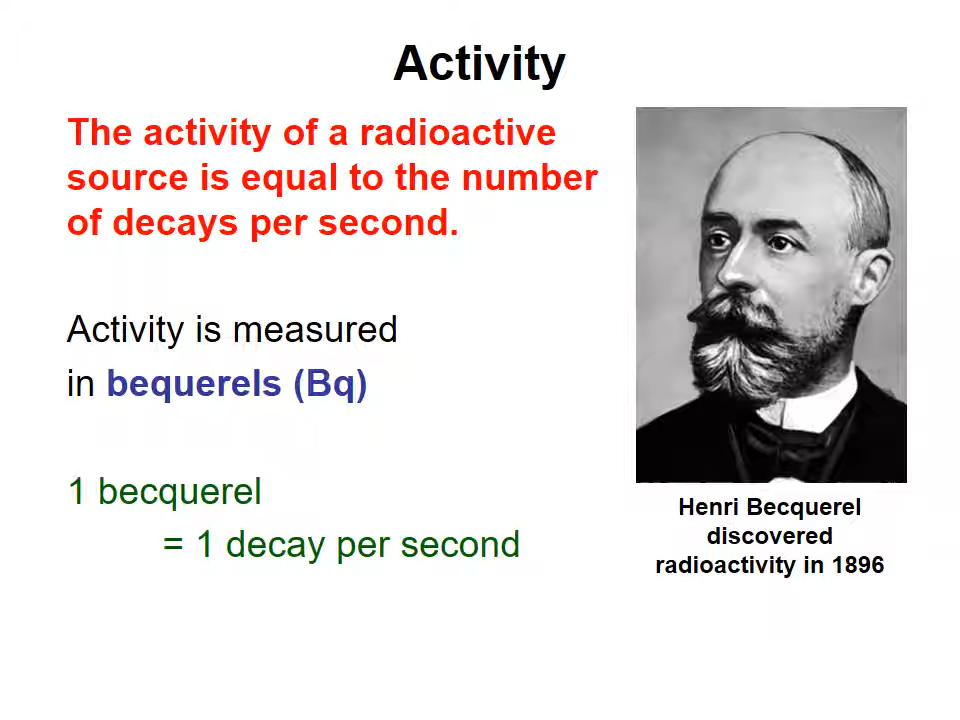 Activity
The activity of a radioactive
source is equal to the number
of decays per second.
Activity is measured
in bequerels (Bq)
1 becquerel
= 1 decay per second
Henri Becquerel
discovered
radioactivity in 1896